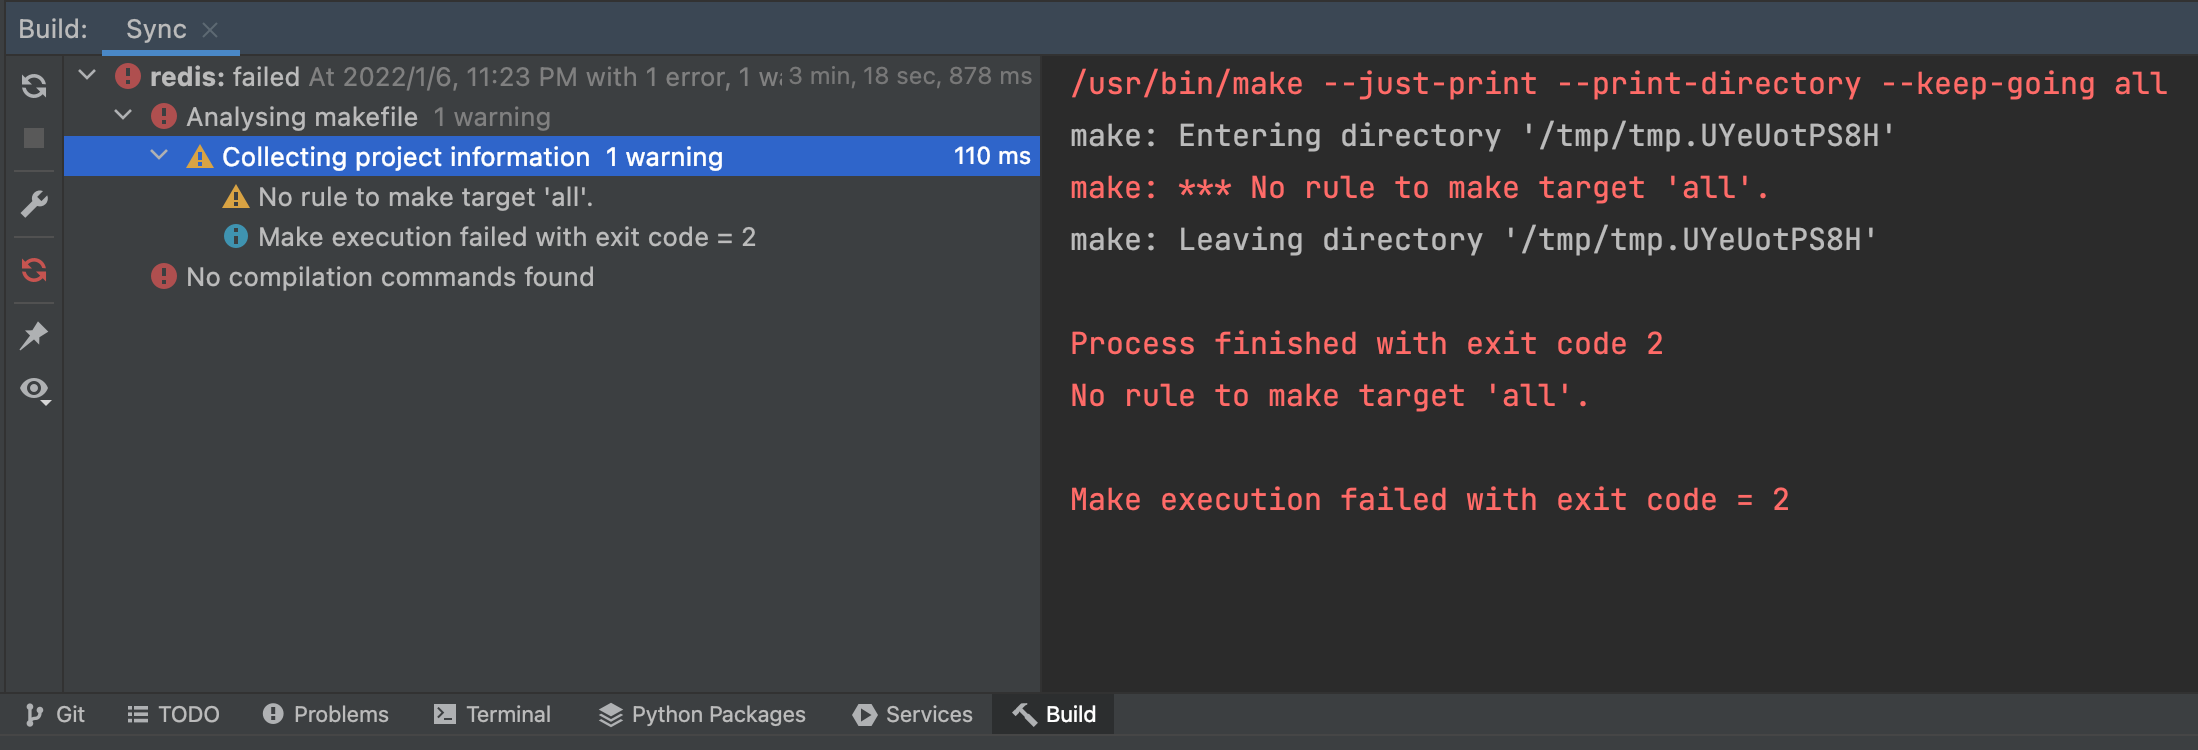 Build: Sync
redis: failed At 2022/1/6, 11:23 PM with 1 error, 1 3 min, 18 sec, 878 ms
Analysing makefile 1 warning
Collecting project information 1 warning 110 ms
No rule to make target 'all'.
Make execution failed with exit code = 2
No compilation commands found
/usr/bin/make --just-print --print-directory --keep-going all
make: Entering directory '/tmp/tmp.UYeUotPS8H'
make: *** No rule to make target 'all'.
make: Leaving directory '/tmp/tmp.UYeUotPS8H'
Process finished with exit code 2
No rule to make target 'all'.
Make execution failed with exit code = 2
Git TODO Problems Terminal Python Packages Services Build